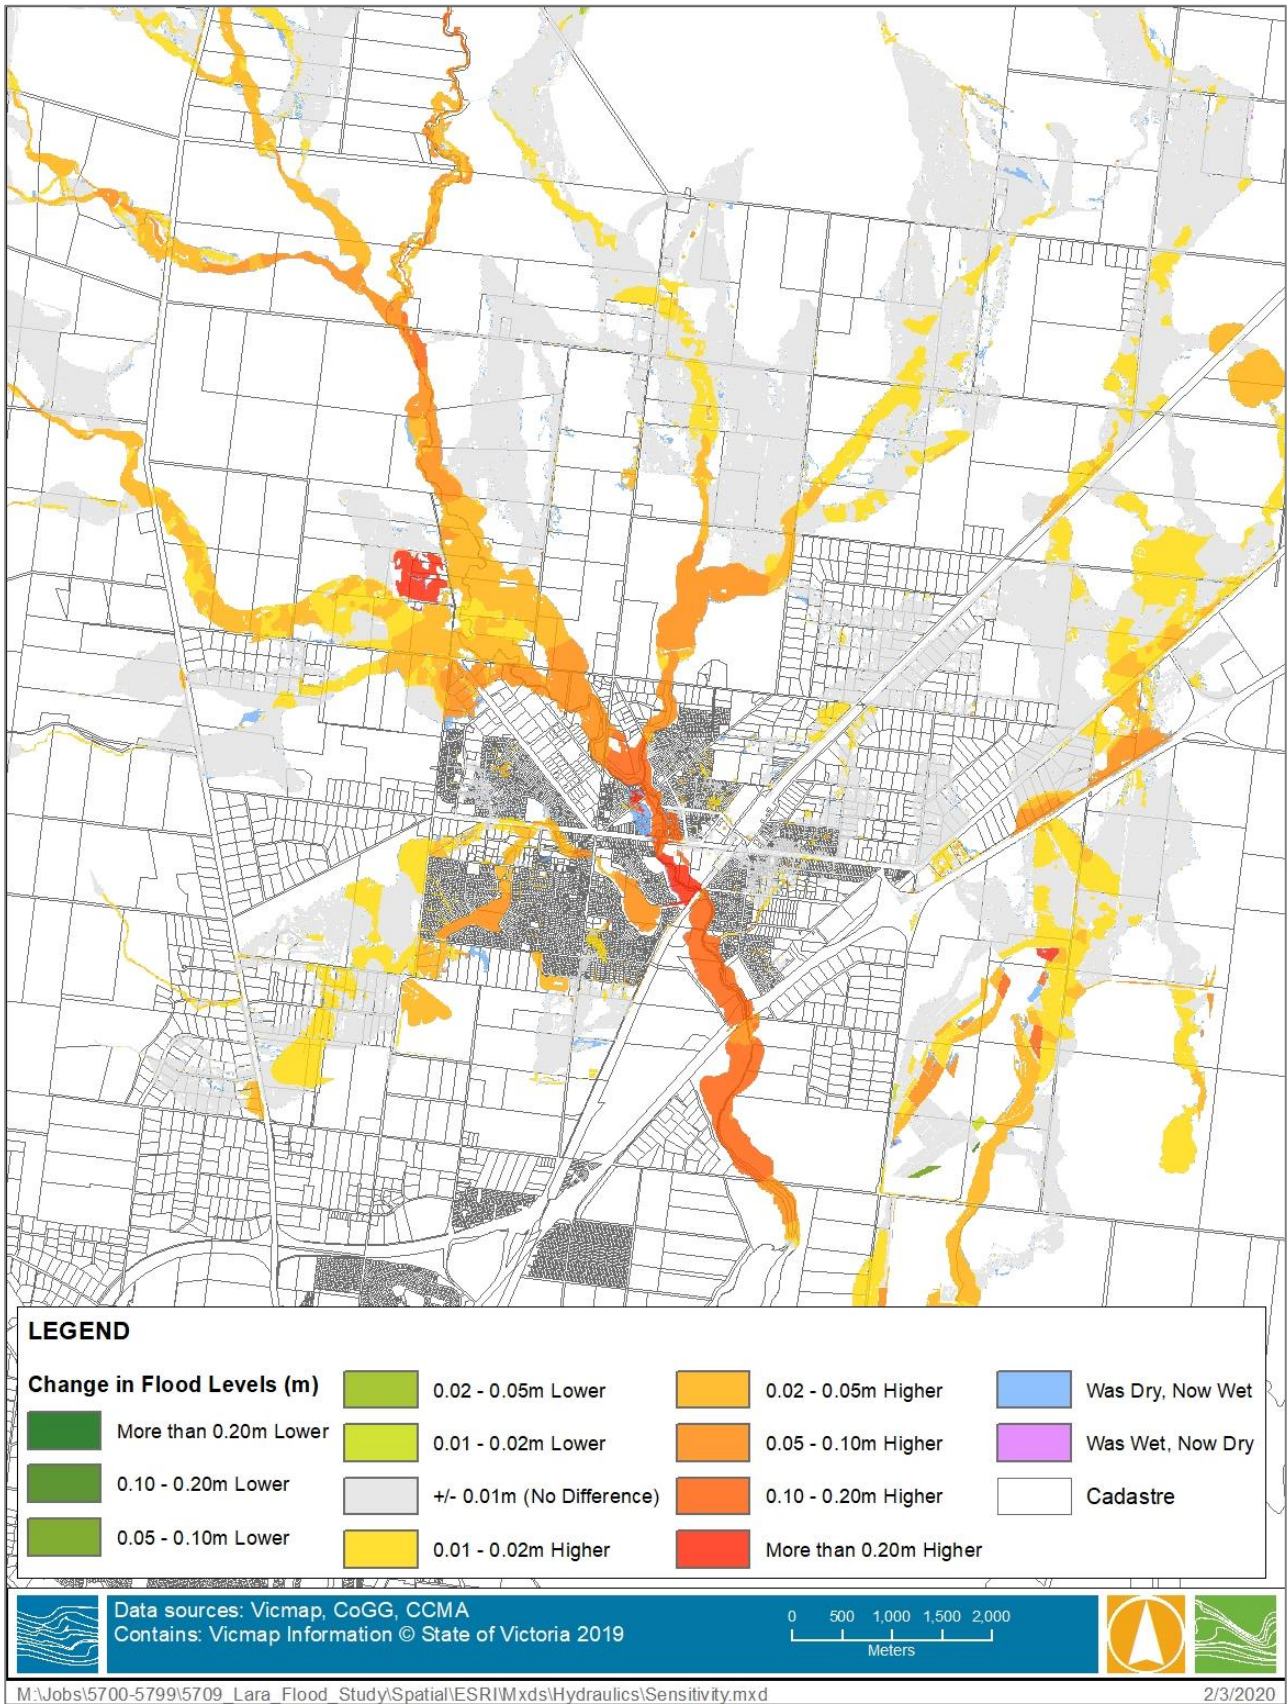 LEGEND
Change in Flood Levels (m)
More than 0.20m Lower
0.10 - 0.20m Lower
0.05 - 0.10m Lower
0.02 - 0.05m Lower
0.01 - 0.02m Lower
+/- 0.01m (No Difference)
0.01 - 0.02m Higher
0.02 - 0.05m Higher
0.05 - 0.10m Higher
0.10 - 0.20m Higher
More than 0.20m Higher
Was Dry, Now Wet
Was Wet, Now Dry
Cadastre
Data sources: Vicmap, CoGG, CCMA
Contains: Vicmap Information © State of Victoria 2019
0 500 1,000 1,500 2,000
Meters
M:\Jobs\5700-5799\5709_Lara_Flood_Study\Spatial\ESRI\Mxds\Hydraulics\Sensitivity.mxd
2/3/2020